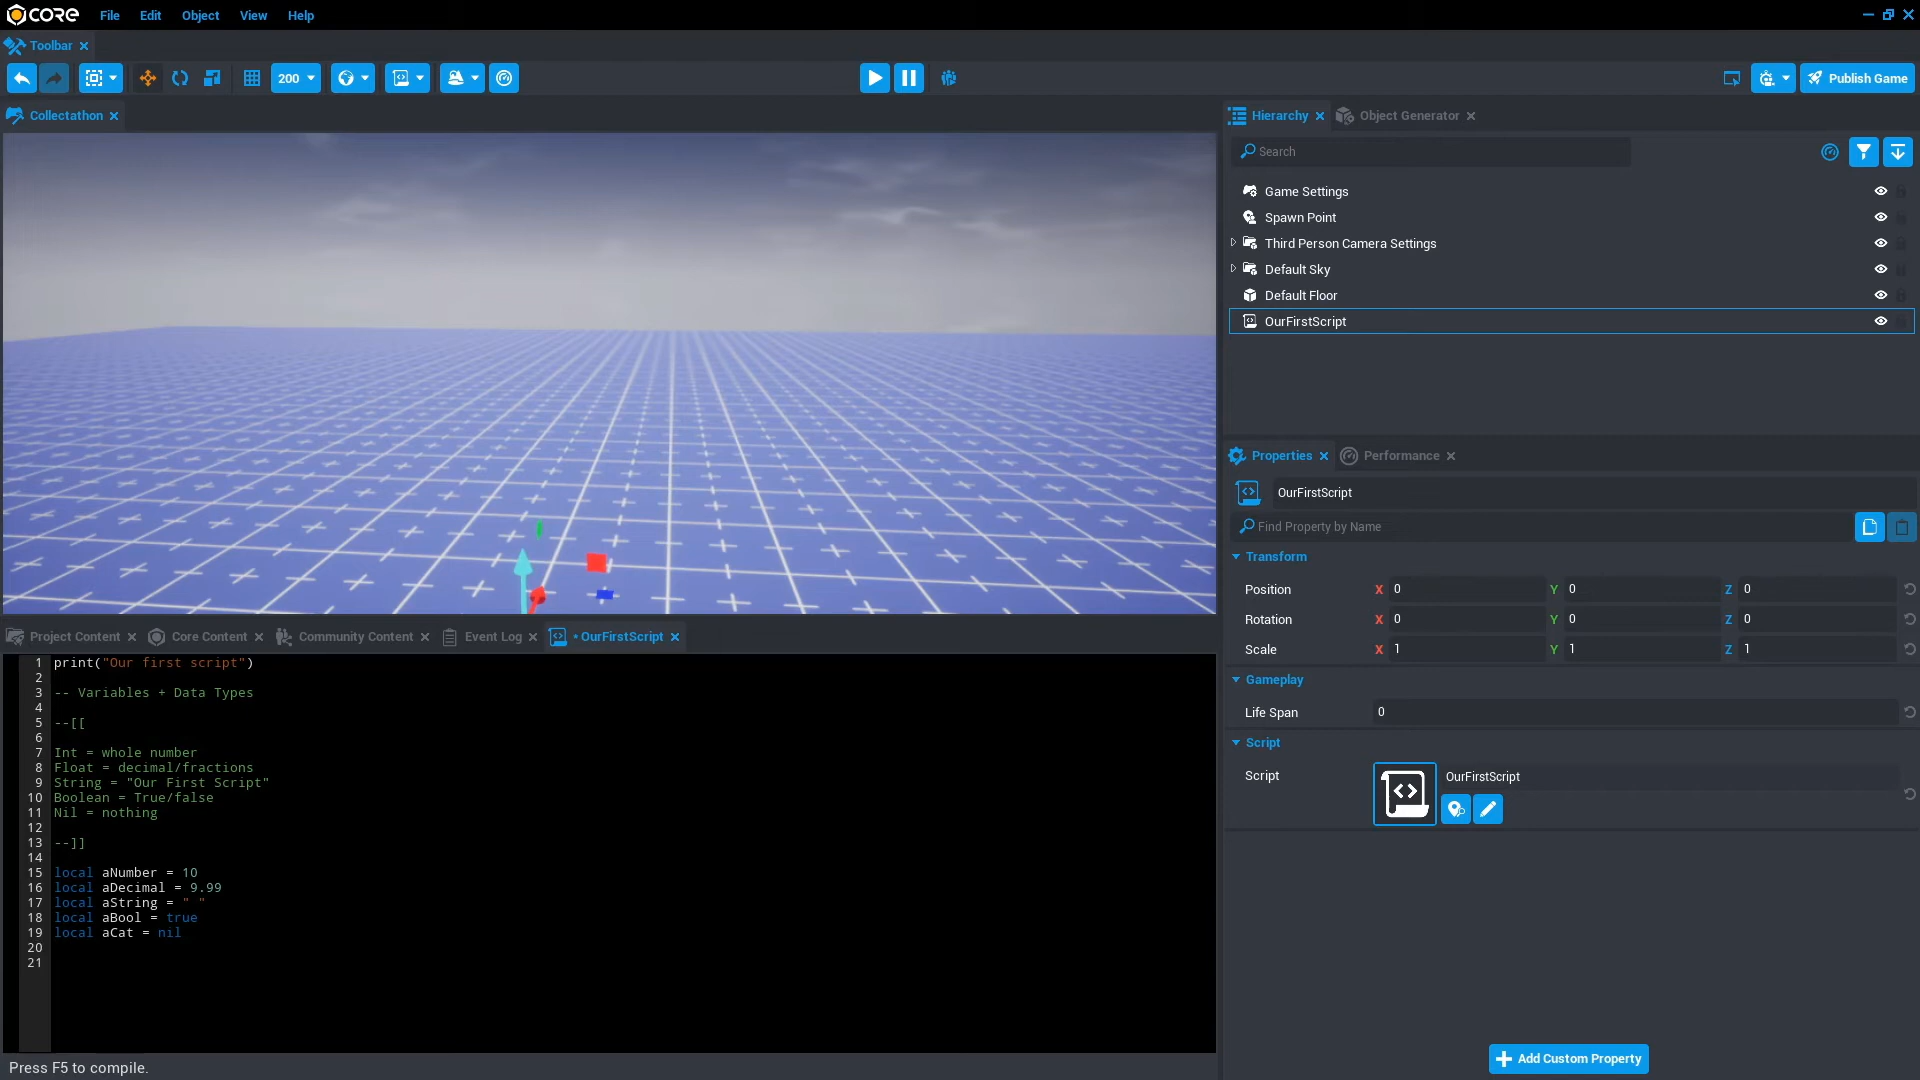 CORE File Edit Object View Help
Toolbar
200
Publish Game
Collectathon
Hierarchy Object Generator
Search
Game Settings
Spawn Point
Third Person Camera Settings
Default Sky
Default Floor
OurFirstScript
Properties Performance
OurFirstScript
Find Property by Name
Transform
Position X 0 Y 0 Z 0
Rotation X 0 Y 0 Z 0
Scale X 1 Y 1 Z 1
Gameplay
Life Span 0
Script
Script OurFirstScript
Add Custom Property
Project Content Core Content Community Content Event Log • OurFirstScript
1 print("Our first script")
2
3 -- Variables + Data Types
4
5 --[[
6
7 Int = whole number
8 Float = decimal/fractions
9 String = "Our First Script"
10 Boolean = True/false
11 Nil = nothing
12
13 --]]
14
15 local aNumber = 10
16 local aDecimal = 9.99
17 local aString = " "
18 local aBool = true
19 local aCat = nil
20
21
Press F5 to compile.